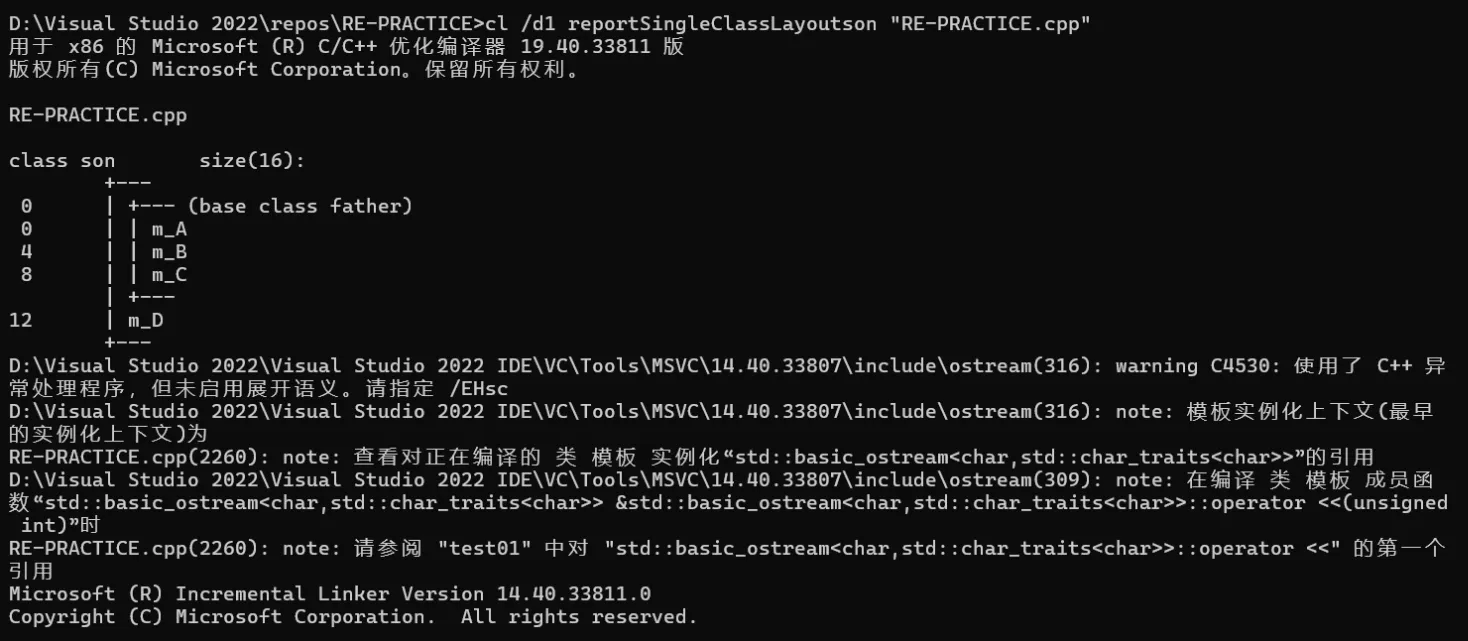 D:\Visual Studio 2022\repos\RE-PRACTICE>cl /d1 reportSingleClassLayoutson "RE-PRACTICE.cpp"
用于 x86 的 Microsoft (R) C/C++ 优化编译器 19.40.33811 版
版权所有(C) Microsoft Corporation。保留所有权利。

RE-PRACTICE.cpp

class son       size(16):
        +---
 0      | +--- (base class father)
 0      | | m_A
 4      | | m_B
 8      | | m_C
        | +---
12      | m_D
        +---
D:\Visual Studio 2022\Visual Studio 2022 IDE\VC\Tools\MSVC\14.40.33807\include\ostream(316): warning C4530: 使用了 C++ 异
常处理程序，但未启用展开语义。请指定 /EHsc
D:\Visual Studio 2022\Visual Studio 2022 IDE\VC\Tools\MSVC\14.40.33807\include\ostream(316): note: 模板实例化上下文(最早
的实例化上下文)为
RE-PRACTICE.cpp(2260): note: 查看对正在编译的 类 模板 实例化“std::basic_ostream<char,std::char_traits<char>>”的引用
D:\Visual Studio 2022\Visual Studio 2022 IDE\VC\Tools\MSVC\14.40.33807\include\ostream(309): note: 在编译 类 模板 成员函
数“std::basic_ostream<char,std::char_traits<char>> &std::basic_ostream<char,std::char_traits<char>>::operator <<(unsigned
 int)”时
RE-PRACTICE.cpp(2260): note: 请参阅 "test01" 中对 "std::basic_ostream<char,std::char_traits<char>>::operator <<" 的第一个
引用
Microsoft (R) Incremental Linker Version 14.40.33811.0
Copyright (C) Microsoft Corporation.  All rights reserved.